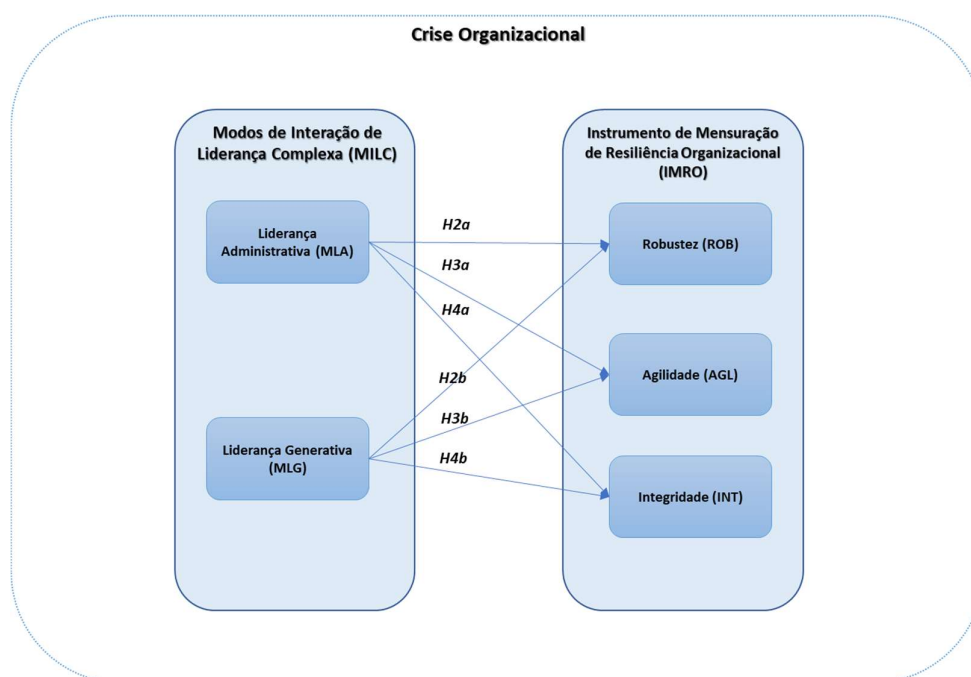 Crise Organizacional
Modos de Interação de
Liderança Complexa (MILC)
Liderança
Administrativa (MLA)
Liderança Generativa
(MLG)
H2a
H3a
H4a
H2b
H3b
H4b
Instrumento de Mensuração
de Resiliência Organizacional
(IMRO)
Robustez (ROB)
Agilidade (AGL)
Integridade (INT)